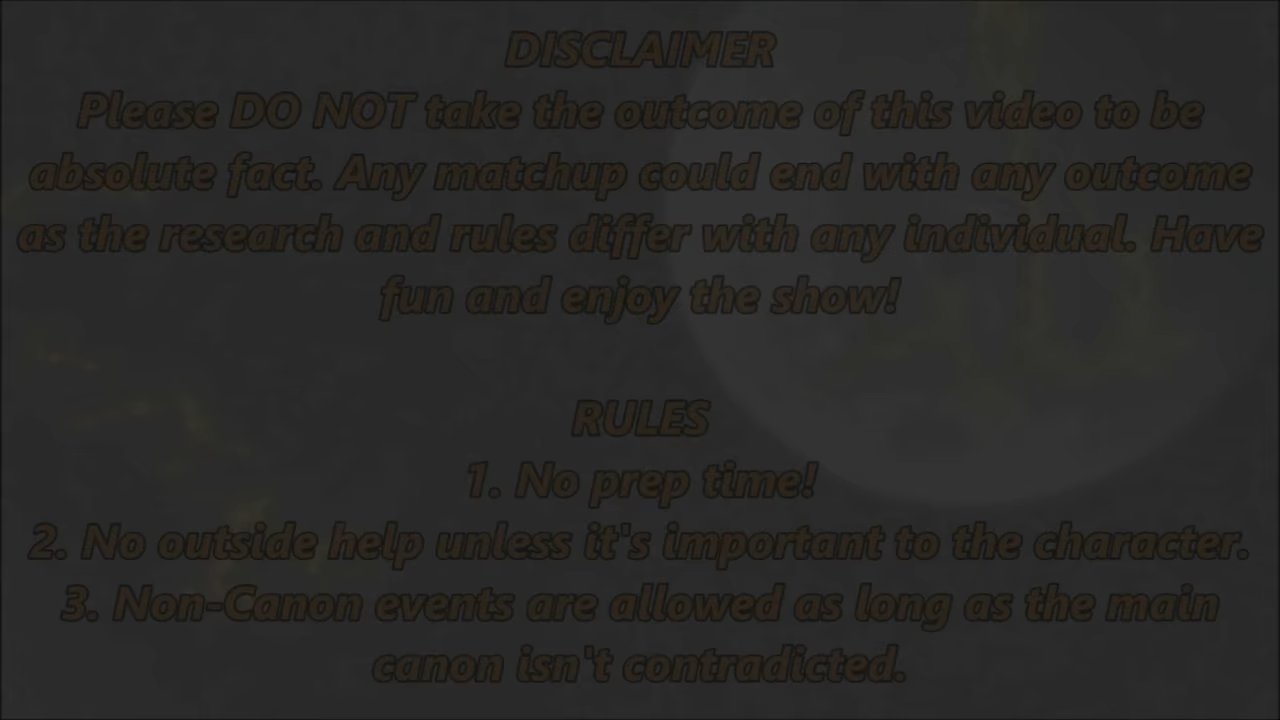 DISCLAIMER
Please DO NOT take the outcome of this video to be
absolute fact. Any matchup could end with any outcome
as the research and rules differ with any individual. Have
fun and enjoy the show!
RULES
1. No prep time!
2. No outside help unless it's important to the character.
3. Non-Canon events are allowed as long as the main
canon isn't contradicted.